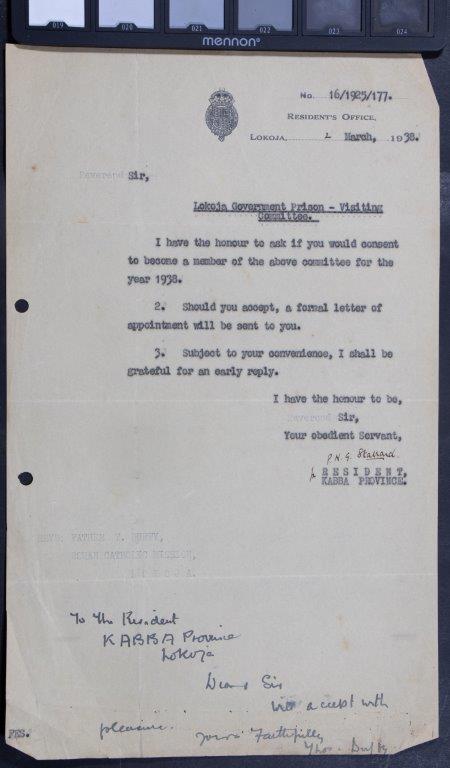 019 020 021 022 023 024
mennon
No. 16/1925/177.
RESIDENT'S OFFICE,
LOKOJA, 2 March, 1938.
Reverend Sir,
Lokoja Government Prison - Visiting
Committee.
I have the honour to ask if you would consent
to become a member of the above committee for the
year 1938.
2. Should you accept, a formal letter of
appointment will be sent to you.
3. Subject to your convenience, I shall be
grateful for an early reply.
I have the honour to be,
Reverend Sir,
Your obedient Servant,
P.N.G.
RESIDENT,
KABBA PROVINCE.
REVD. FATHER T. DUFFY,
ROMAN CATHOLIC MISSION,
To the Resident
KABBA Province
Lokoja
Dear Sir
accept with
pleasure.
yours Faithfully
Thos. Duffy
PES.